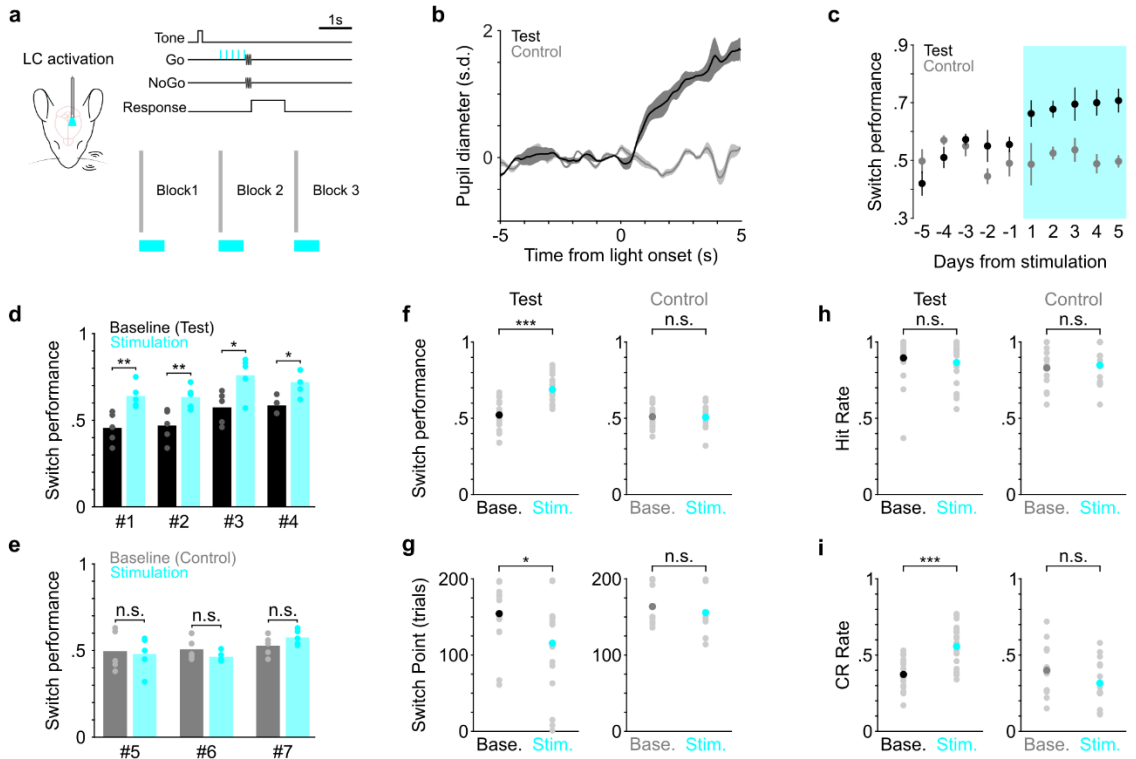 a
1s
Tone
Go
NoGo
Response
LC activation
Block1
Block 2
Block 3
b
Test
Control
2
0
Pupil diameter (s.d.)
-5
0
5
Time from light onset (s)
c
Test
Control
.9
.7
.5
.3
Switch performance
-5 -4 -3 -2 -1 1 2 3 4 5
Days from stimulation
d
Baseline (Test)
Stimulation
1
.5
0
Switch performance
** ** * *
#1 #2 #3 #4
e
Baseline (Control)
Stimulation
1
.5
0
Switch performance
n.s. n.s. n.s.
#5 #6 #7
f
Test
Control
*** n.s.
1
.5
0
1
.5
0
Switch performance
Base. Stim. Base. Stim.
g
* n.s.
200
100
0
200
100
0
Switch Point (trials)
Base. Stim. Base. Stim.
h
Test
Control
n.s. n.s.
1
.5
0
1
.5
0
Hit Rate
Base. Stim. Base. Stim.
i
*** n.s.
1
.5
0
1
.5
0
CR Rate
Base. Stim. Base. Stim.